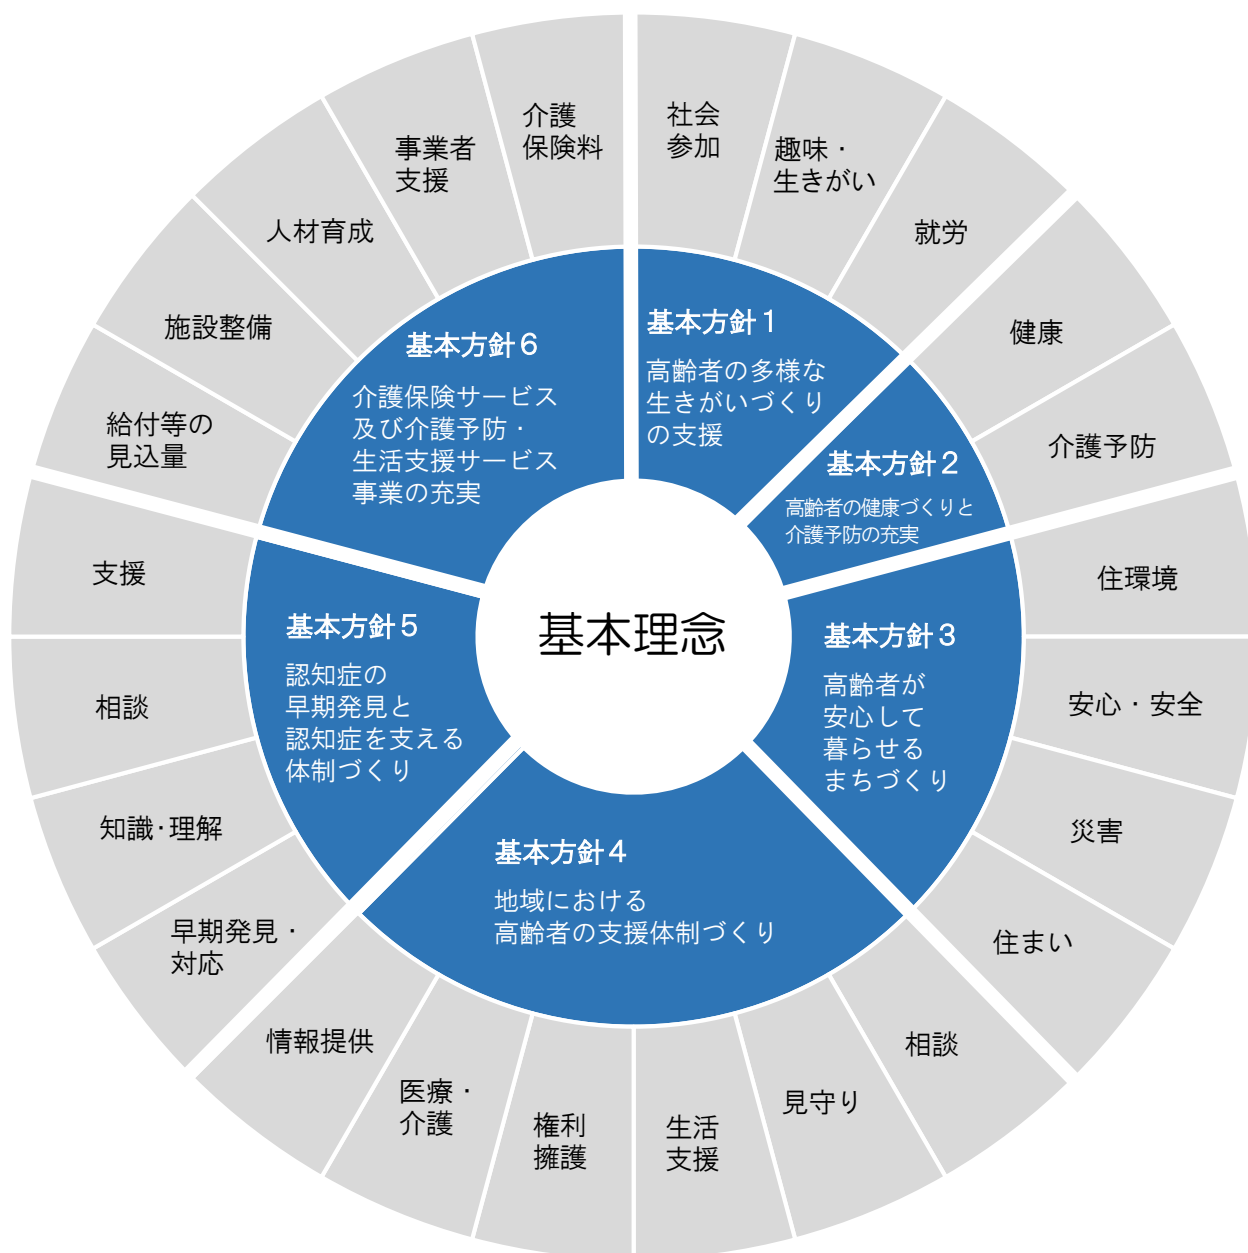 基本理念
基本方針１
高齢者の多様な
生きがいづくり
の支援
社会
参加
趣味・
生きがい
就労
基本方針２
高齢者の健康づくりと
介護予防の充実
健康
介護予防
基本方針３
高齢者が
安心して
暮らせる
まちづくり
住環境
安心・安全
災害
住まい
基本方針４
地域における
高齢者の支援体制づくり
相談
見守り
生活
支援
権利
擁護
医療・
介護
情報提供
基本方針５
認知症の
早期発見と
認知症を支える
体制づくり
早期発見・
対応
知識・理解
相談
支援
基本方針６
介護保険サービス
及び介護予防・
生活支援サービス
事業の充実
給付等の
見込量
施設整備
人材育成
事業者
支援
介護
保険料